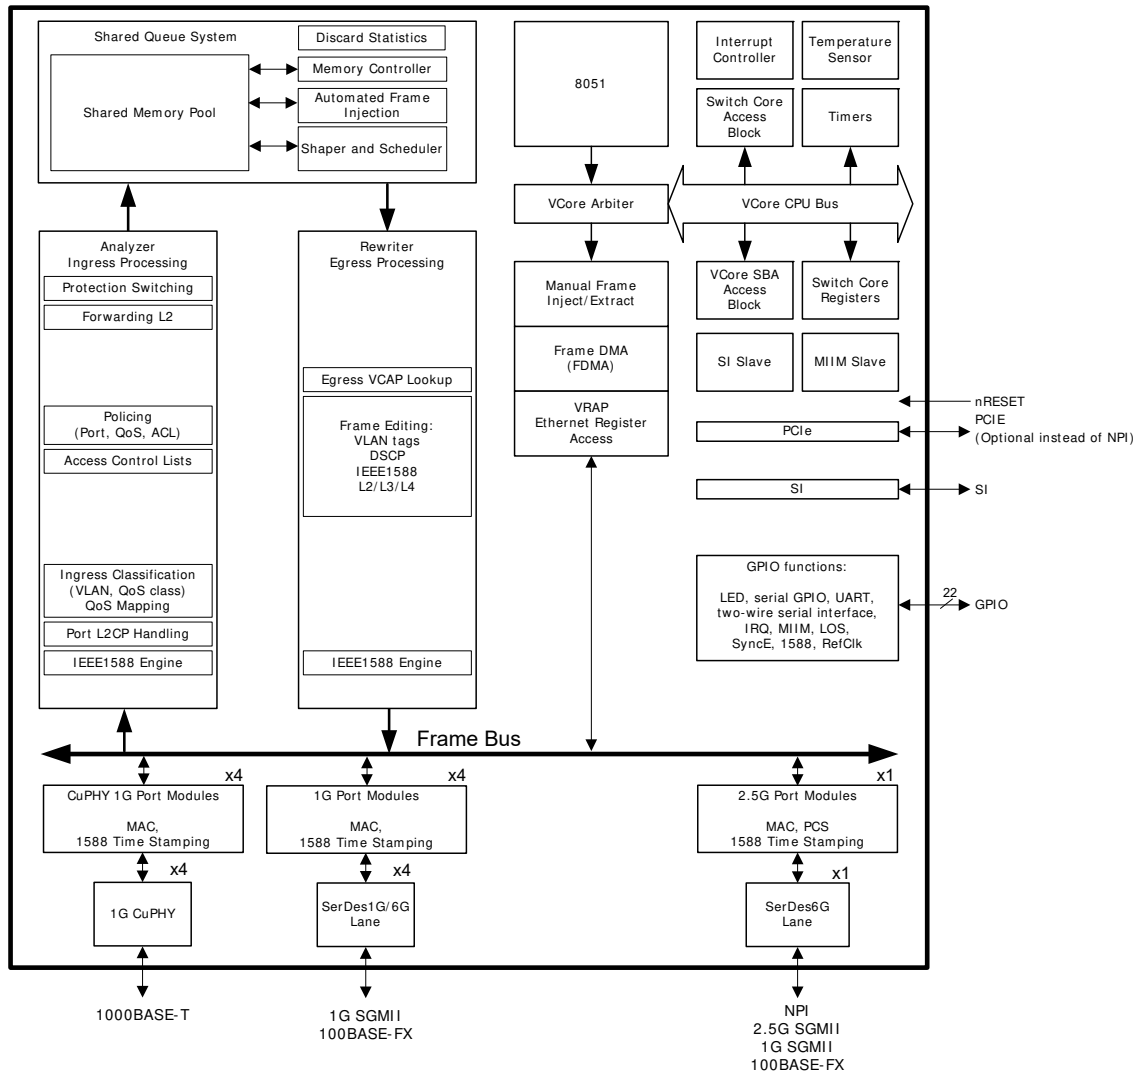 Shared Queue System
Discard Statistics
Memory Controller
Shared Memory Pool
Automated Frame
Injection
Shaper and Scheduler
8051
Interrupt
Controller
Temperature
Sensor
Switch Core
Access
Block
Timers
VCore Arbiter
VCore CPU Bus
Analyzer
Ingress Processing
Protection Switching
Forwarding L2
Policing
(Port, QoS, ACL)
Access Control Lists
Ingress Classification
(VLAN, QoS class)
QoS Mapping
Port L2CP Handling
IEEE1588 Engine
Rewriter
Egress Processing
Egress VCAP Lookup
Frame Editing:
VLAN tags
DSCP
IEEE1588
L2/L3/L4
IEEE1588 Engine
Manual Frame
Inject/Extract
Frame DMA
(FDMA)
VRAP
Ethernet Register
Access
VCore SBA
Access
Block
Switch Core
Registers
SI Slave
MIIM Slave
nRESET
PCIe
PCIE
(Optional instead of NPI)
SI
SI
GPIO functions:
LED, serial GPIO, UART,
two-wire serial interface,
IRQ, MIIM, LOS,
SyncE, 1588, RefClk
22
GPIO
Frame Bus
x4
x4
x1
CuPHY 1G Port Modules
MAC,
1588 Time Stamping
1G Port Modules
MAC,
1588 Time Stamping
2.5G Port Modules
MAC, PCS
1588 Time Stamping
x4
x4
x1
1G CuPHY
SerDes1G/6G
Lane
SerDes6G
Lane
1000BASE-T
1G SGMII
100BASE-FX
NPI
2.5G SGMII
1G SGMII
100BASE-FX